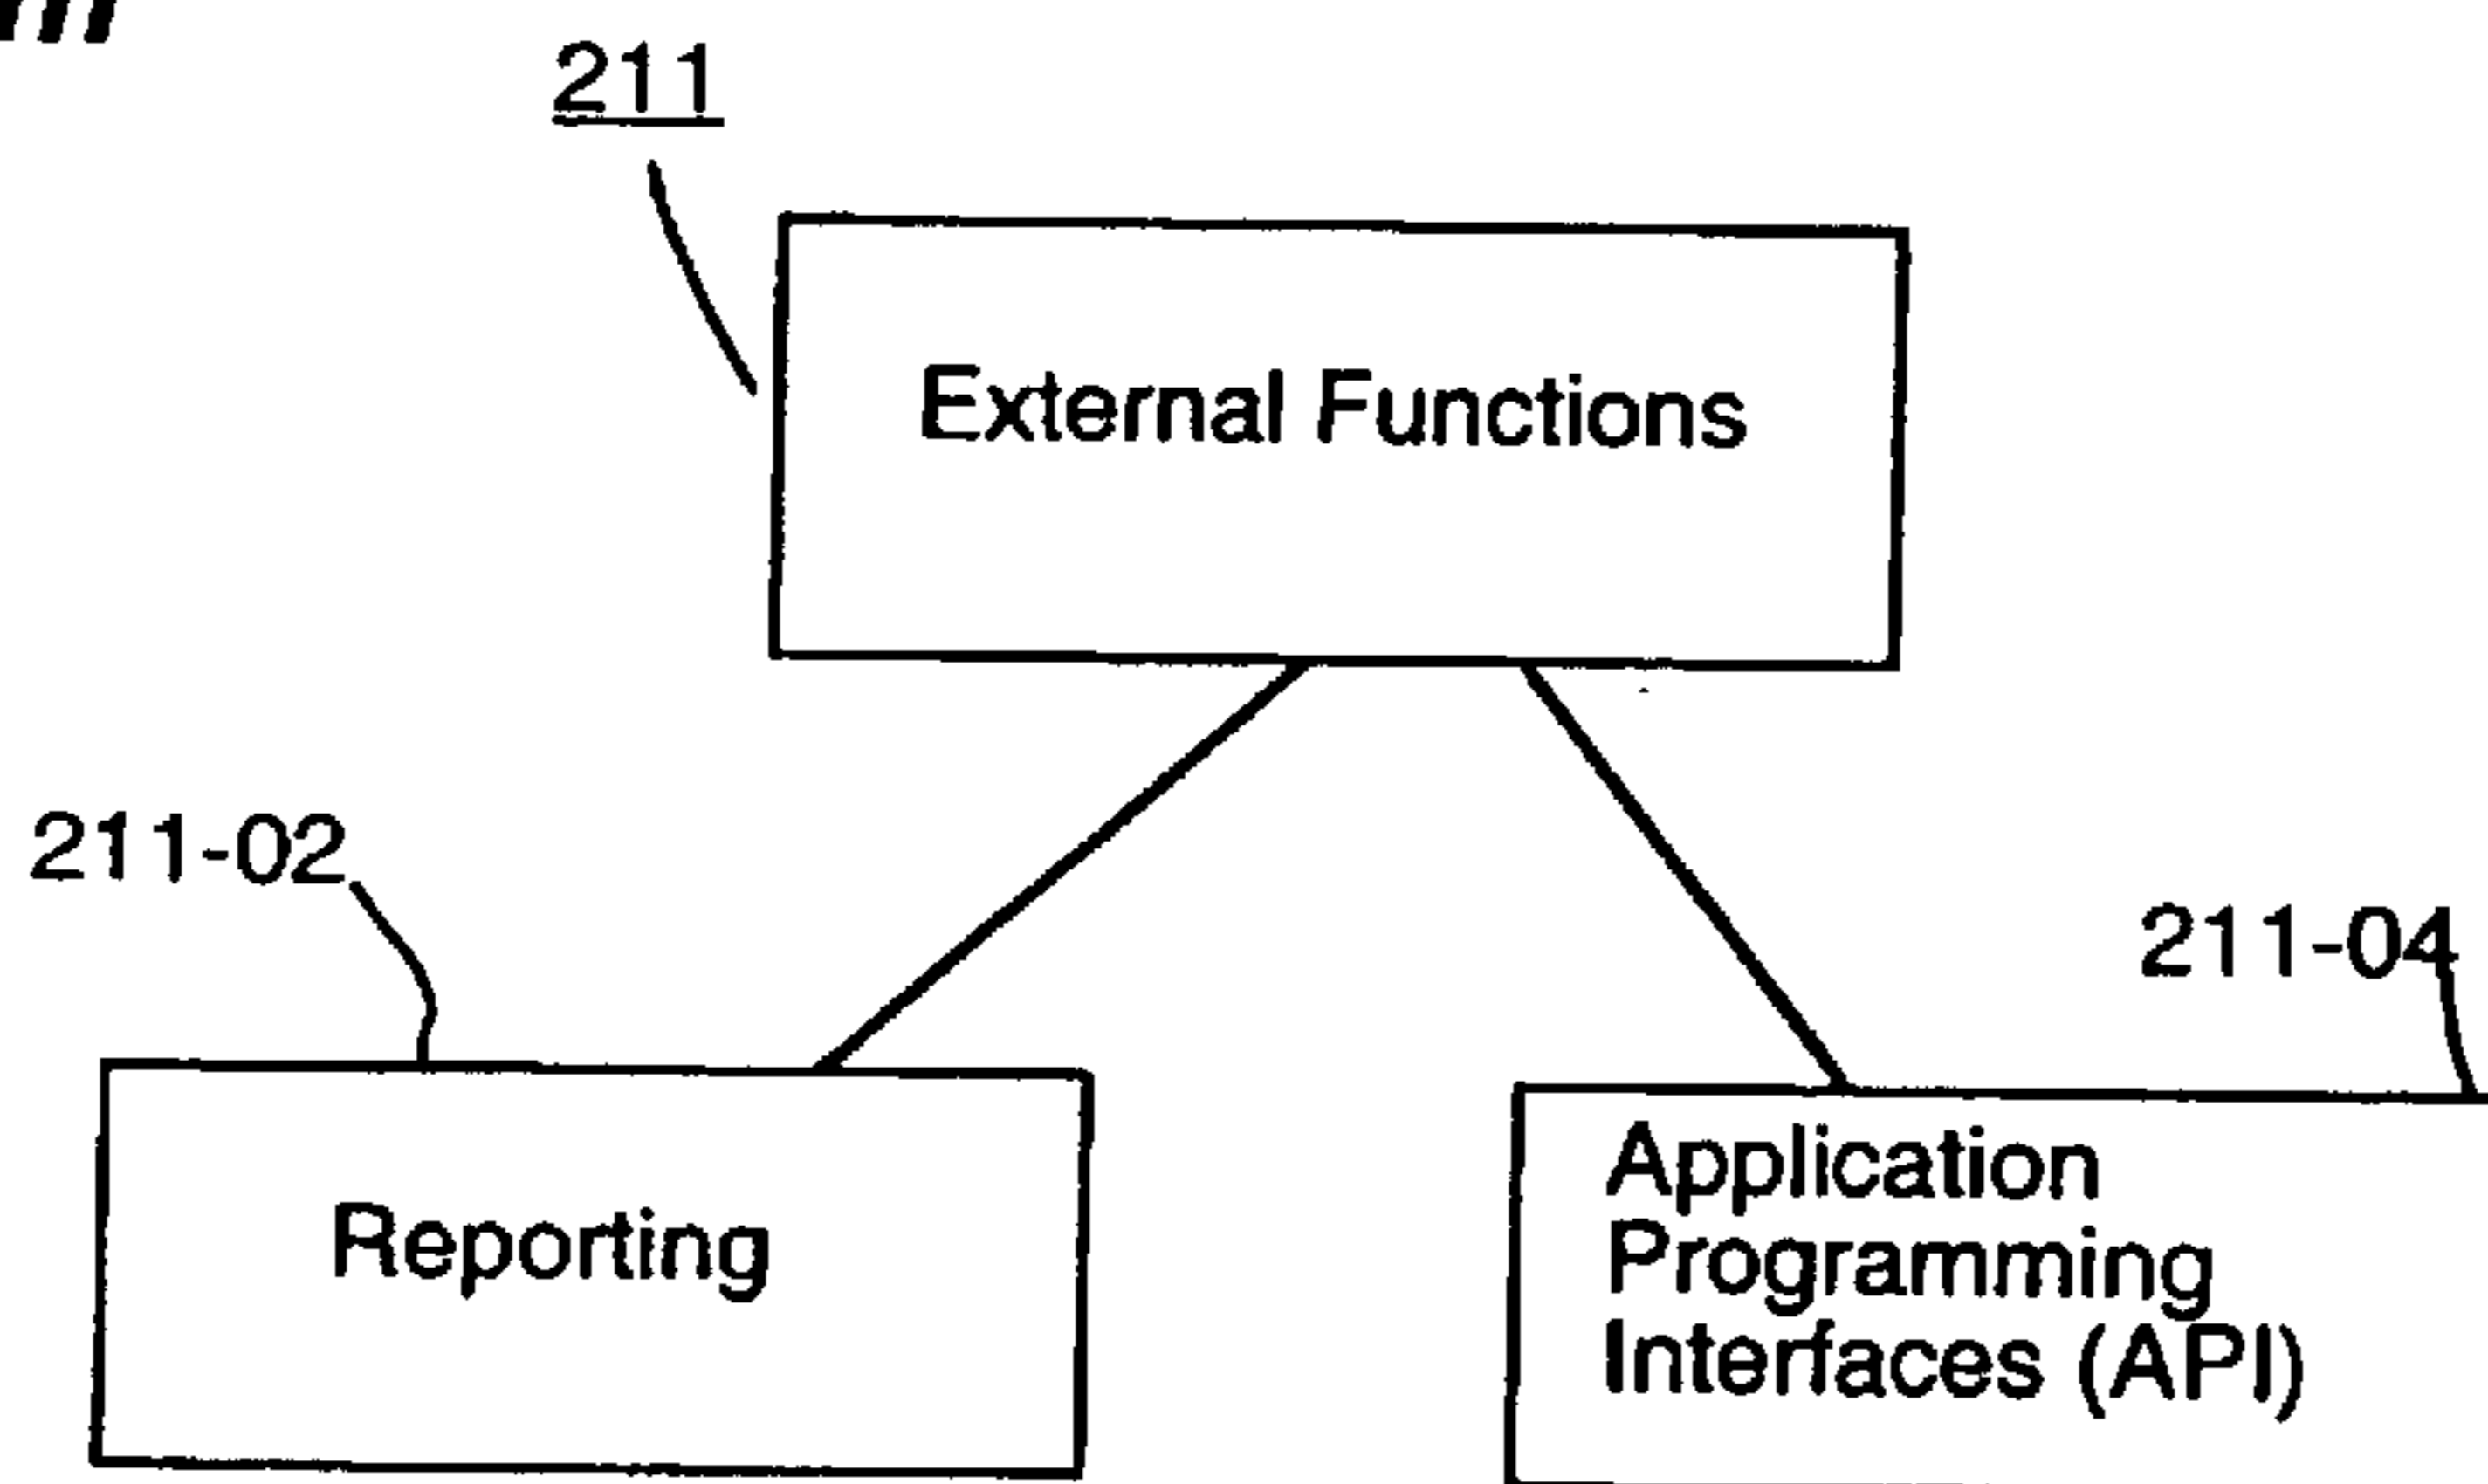 211
External Functions
211-02
211-04
Reporting
Application
Programming
Interfaces (API)